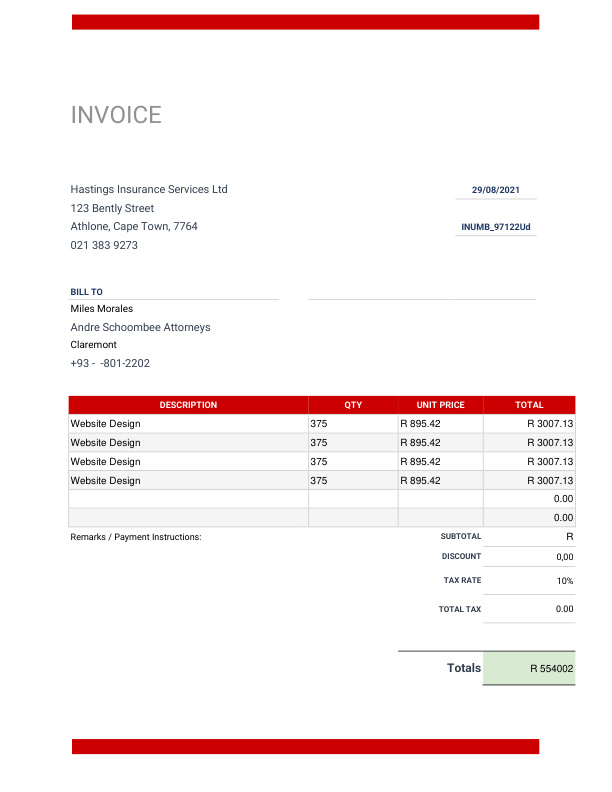 INVOICE
Hastings Insurance Services Ltd
29/08/2021
123 Bently Street
Athlone, Cape Town, 7764
INUMB_97122Ud
021 383 9273
BILL TO
Miles Morales
Andre Schoombee Attorneys
Claremont
+93 -  -801-2202
DESCRIPTION QTY UNIT PRICE TOTAL
Website Design 375 R 895.42 R 3007.13
Website Design 375 R 895.42 R 3007.13
Website Design 375 R 895.42 R 3007.13
Website Design 375 R 895.42 R 3007.13
0.00
0.00
Remarks / Payment Instructions: SUBTOTAL R
DISCOUNT 0,00
TAX RATE 10%
TOTAL TAX 0.00
Totals R 554002